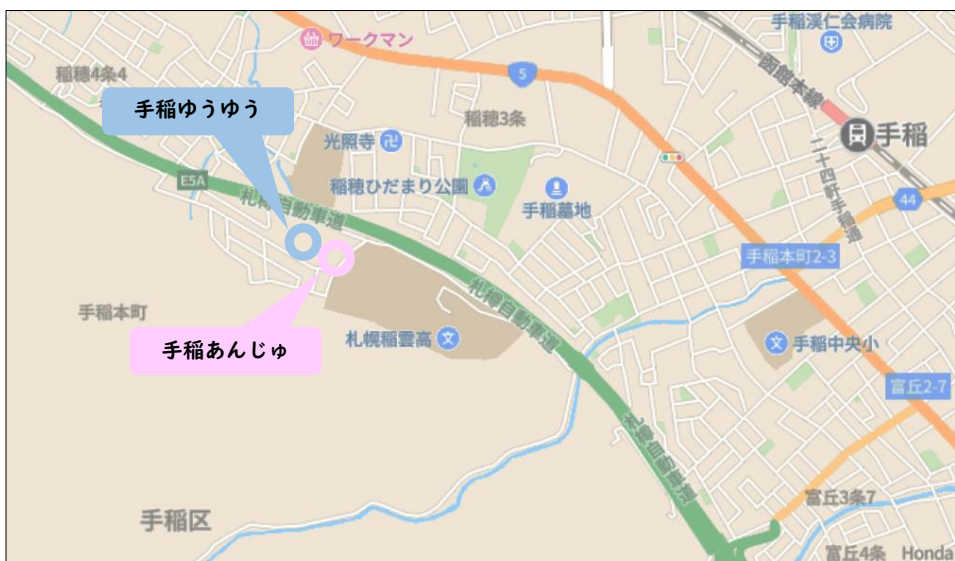 手稲渓仁会病院
ワークマン
函館本線
5
稲穂4条4
手稲ゆうゆう
稲穂3条
手稲
光照寺
二十四軒手稲通
E5A
稲穂ひだまり公園
44
札樽自動車道
手稲墓地
手稲本町2-3
手稲本町
札樽自動車道
札幌稲雲高
文
文
手稲中央小
手稲あんじゅ
富丘2-7
札樽自動車道
富丘3条7
手稲区
富丘4条
Honda